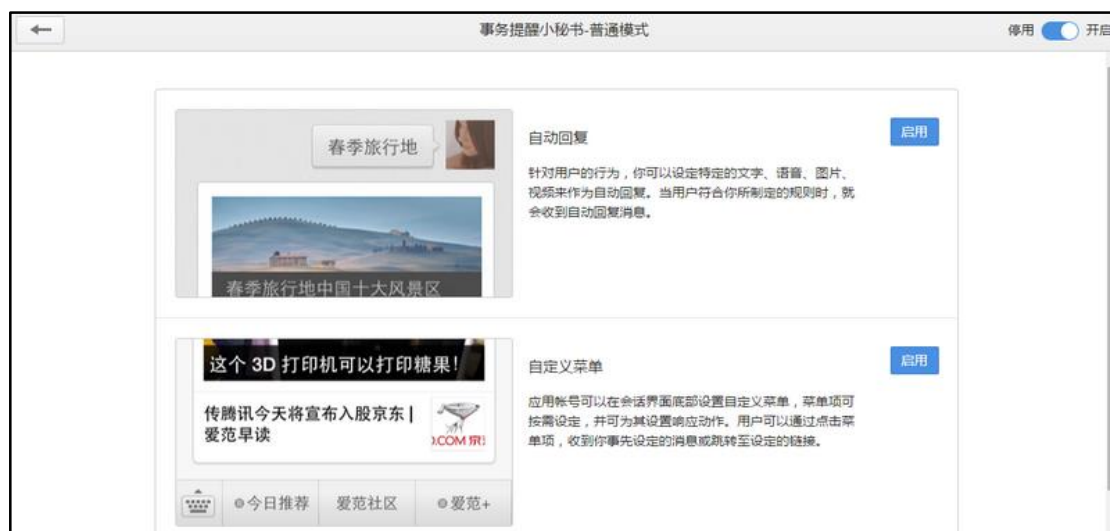 事务提醒小秘书-普通模式
停用 开启
春季旅行地
春季旅行地中国十大风景区
自动回复
启用
针对用户的行为，你可以设定特定的文字、语音、图片、
视频来作为自动回复。当用户符合你所制定的规则时，就
会收到自动回复消息。
这个 3D 打印机可以打印糖果！
传腾讯今天将宣布入股京东 |
爱范早读
.COM 京东
今日推荐 爱范社区 爱范+
自定义菜单
启用
应用帐号可以在会话界面底部设置自定义菜单，菜单项可
按需设定，并可为其设置响应动作。用户可以通过点击菜
单项，收到你事先设定的消息或跳转至设定的链接。